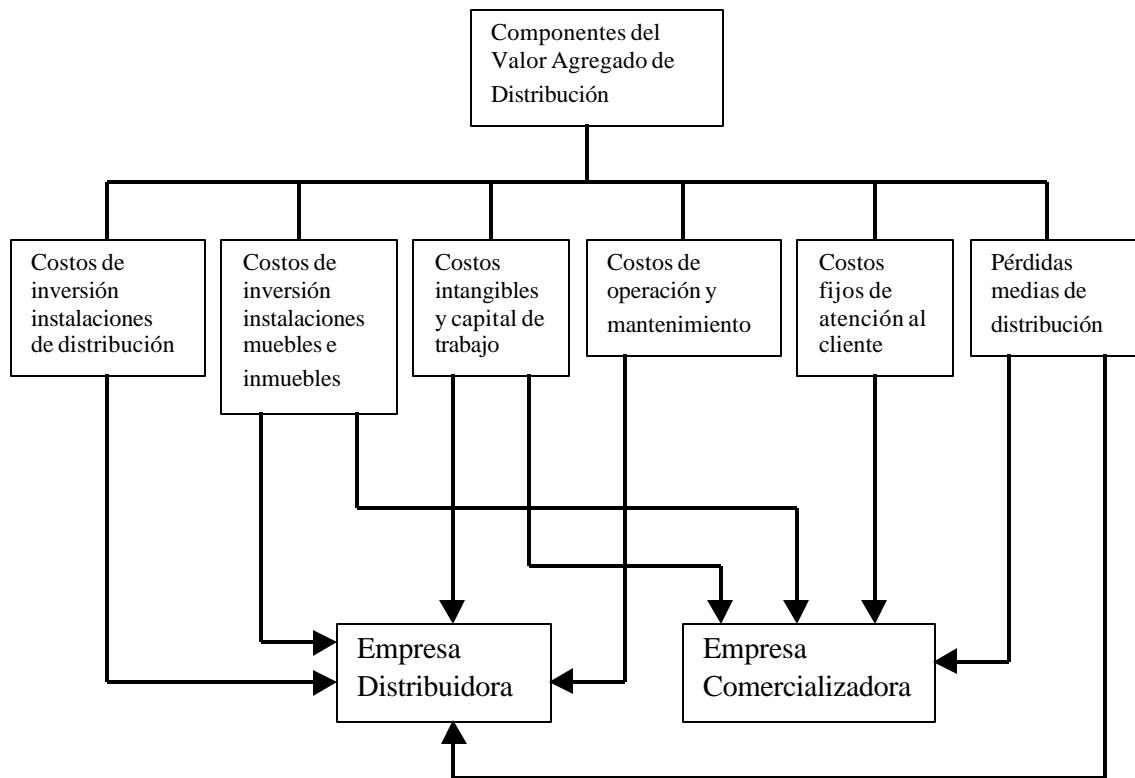 Componentes del
Valor Agregado de
Distribución
Costos de
inversión
instalaciones
de distribución
Costos de
inversión
instalaciones
muebles e
inmuebles
Costos
intangibles
y capital de
trabajo
Costos de
operación y
mantenimiento
Costos
fijos de
atención al
cliente
Pérdidas
medias de
distribución
Empresa
Distribuidora
Empresa
Comercializadora